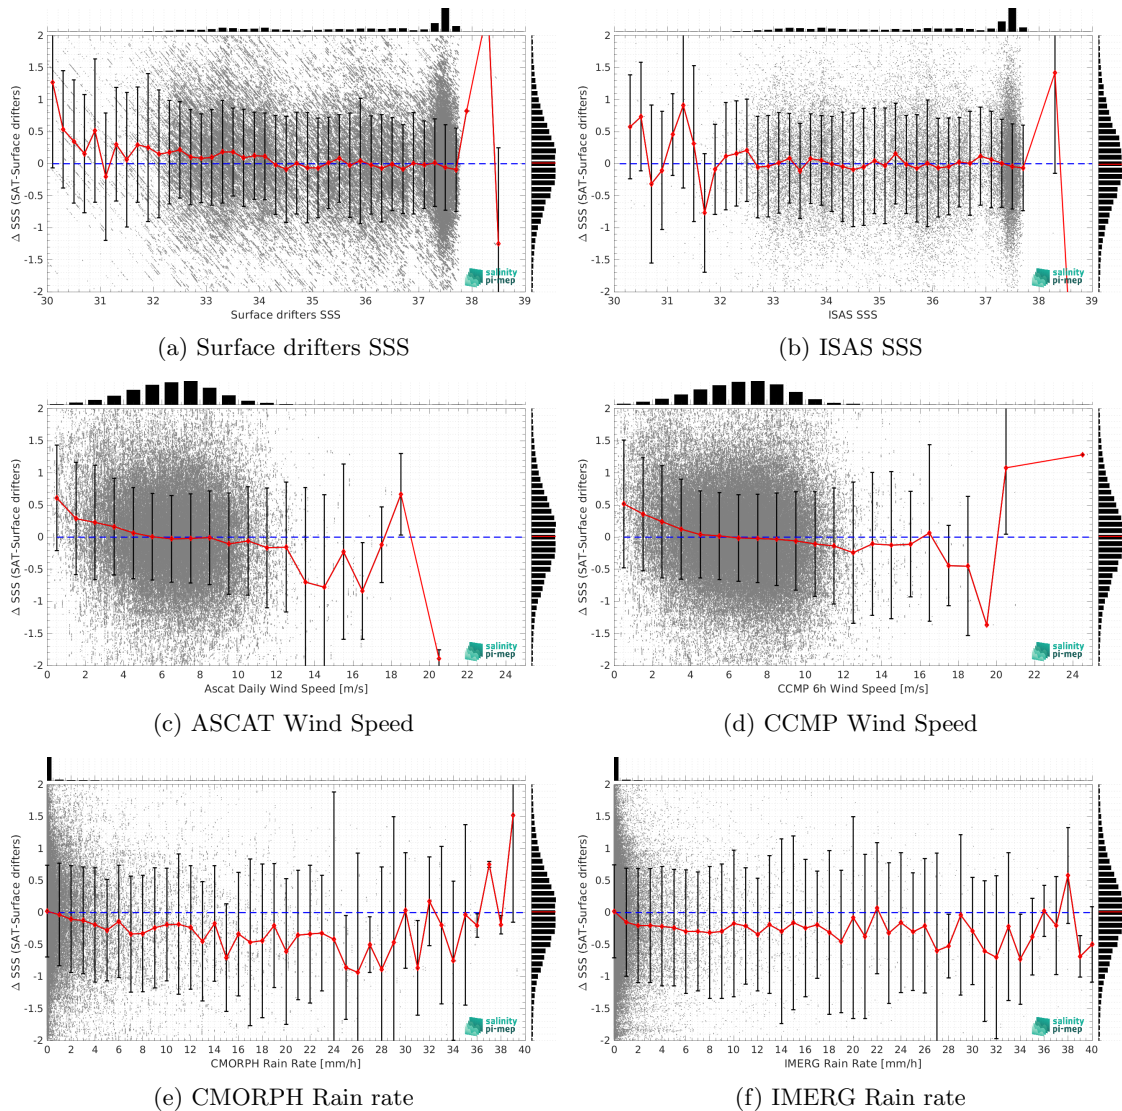 2
1.5
1
0.5
0
-0.5
-1
-1.5
-2
Δ SSS (SAT-Surface drifters)
30 31 32 33 34 35 36 37 38 39
Surface drifters SSS
salinity
pi-mep
(a) Surface drifters SSS
2
1.5
1
0.5
0
-0.5
-1
-1.5
-2
Δ SSS (SAT-Surface drifters)
30 31 32 33 34 35 36 37 38 39
ISAS SSS
salinity
pi-mep
(b) ISAS SSS
2
1.5
1
0.5
0
-0.5
-1
-1.5
-2
Δ SSS (SAT-Surface drifters)
0 2 4 6 8 10 12 14 16 18 20 22 24
Ascat Daily Wind Speed [m/s]
salinity
pi-mep
(c) ASCAT Wind Speed
2
1.5
1
0.5
0
-0.5
-1
-1.5
-2
Δ SSS (SAT-Surface drifters)
0 2 4 6 8 10 12 14 16 18 20 22 24
CCMP 6h Wind Speed [m/s]
salinity
pi-mep
(d) CCMP Wind Speed
2
1.5
1
0.5
0
-0.5
-1
-1.5
-2
Δ SSS (SAT-Surface drifters)
0 2 4 6 8 10 12 14 16 18 20 22 24 26 28 30 32 34 36 38 40
CMORPH Rain Rate [mm/h]
salinity
pi-mep
(e) CMORPH Rain rate
2
1.5
1
0.5
0
-0.5
-1
-1.5
-2
Δ SSS (SAT-Surface drifters)
0 2 4 6 8 10 12 14 16 18 20 22 24 26 28 30 32 34 36 38 40
IMERG Rain Rate [mm/h]
salinity
pi-mep
(f) IMERG Rain rate